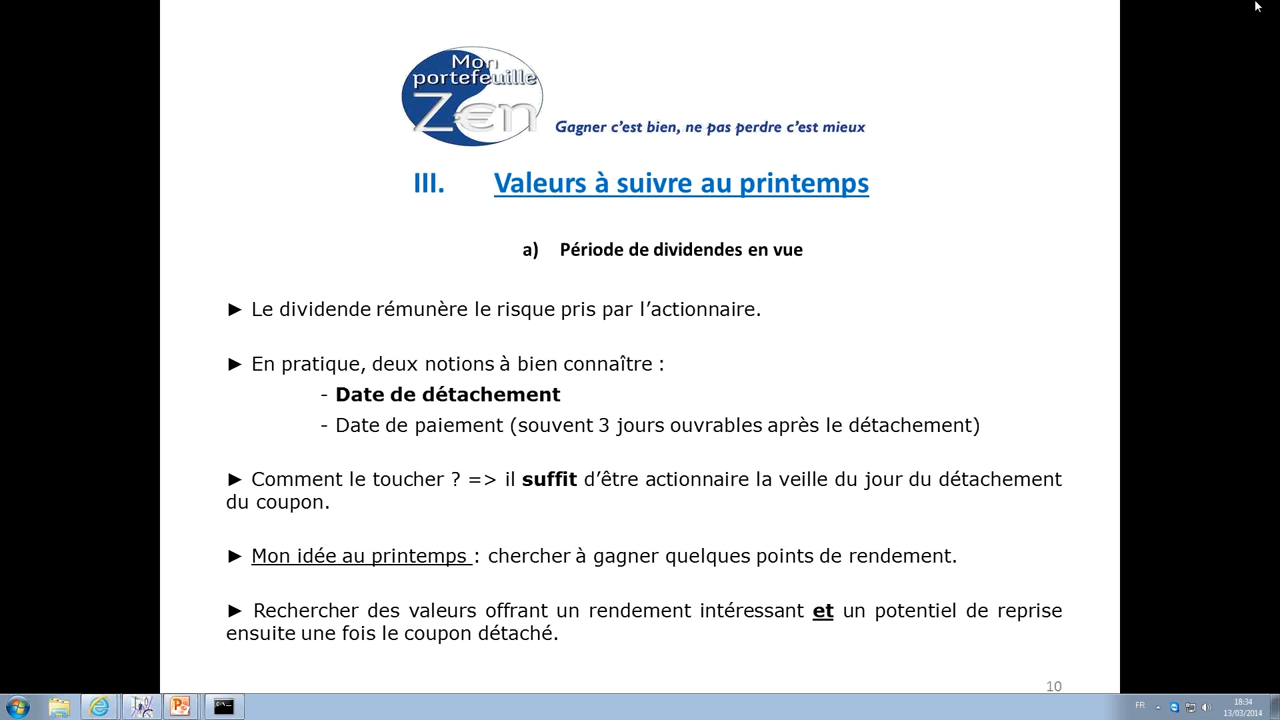 Mon
portefeuille
Zen
Gagner c'est bien, ne pas perdre c'est mieux
III. Valeurs à suivre au printemps
a) Période de dividendes en vue
► Le dividende rémunère le risque pris par l'actionnaire.
► En pratique, deux notions à bien connaître :
- Date de détachement
- Date de paiement (souvent 3 jours ouvrables après le détachement)
► Comment le toucher ? => il suffit d'être actionnaire la veille du jour du détachement
du coupon.
► Mon idée au printemps : chercher à gagner quelques points de rendement.
► Rechercher des valeurs offrant un rendement intéressant et un potentiel de reprise
ensuite une fois le coupon détaché.
10
FR
18:34
13/03/2014